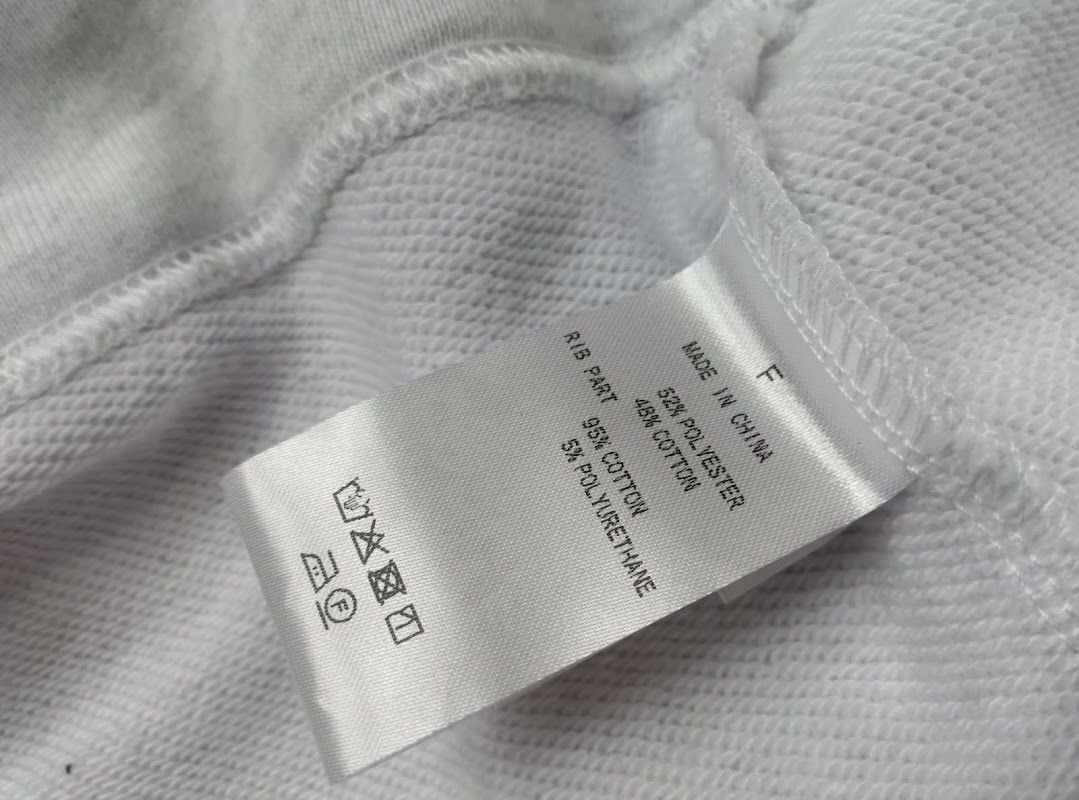 F
MADE IN CHINA
52% POLYESTER
48% COTTON
RIB PART
95% COTTON
5% POLYURETHANE
F